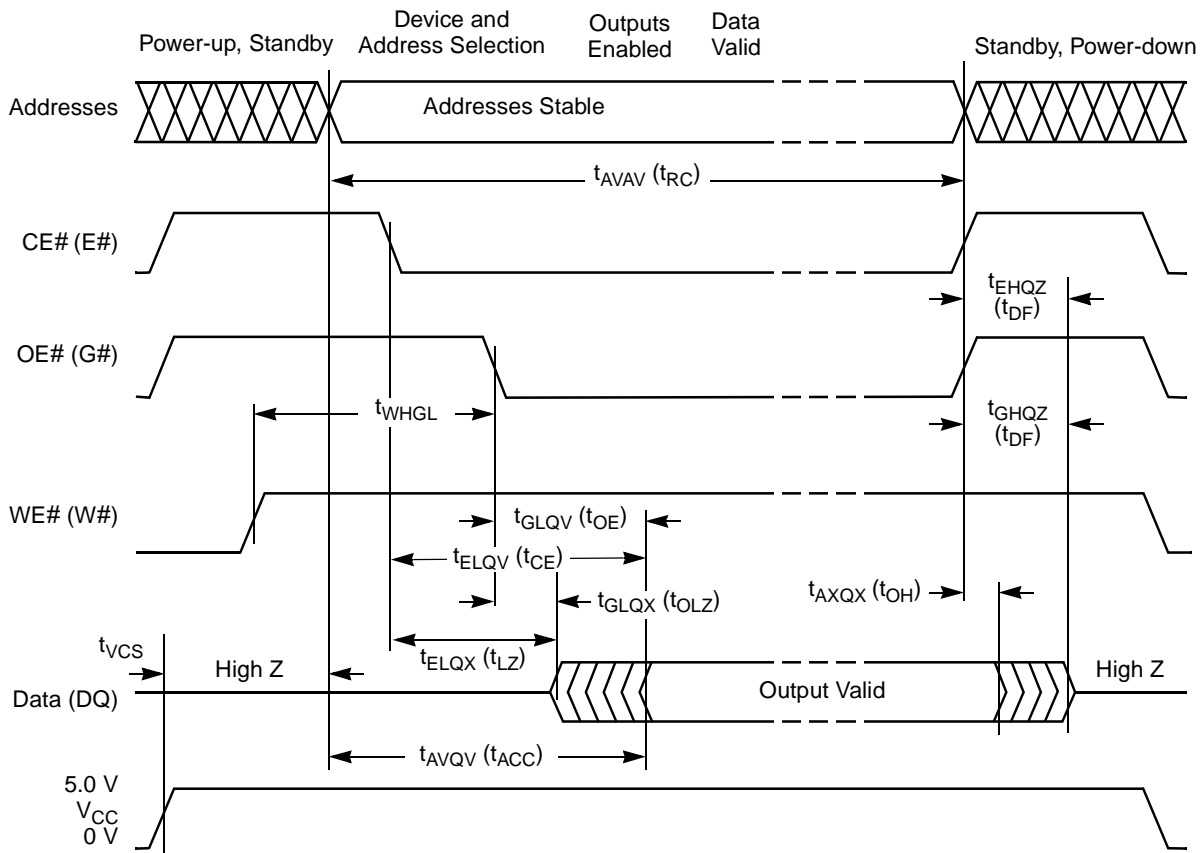 Power-up, Standby
Device and
Address Selection
Outputs
Enabled
Data
Valid
Standby, Power-down
Addresses
Addresses Stable
tAVAV (tRC)
CE# (E#)
tEHQZ
(tDF)
OE# (G#)
tWHGL
tGHQZ
(tDF)
WE# (W#)
tGLQV (tOE)
tELQV (tCE)
tGLQX (tOLZ)
tAXQX (tOH)
tVCS
High Z
tELQX (tLZ)
Data (DQ)
Output Valid
High Z
tAVQV (tACC)
5.0 V
VCC
0 V